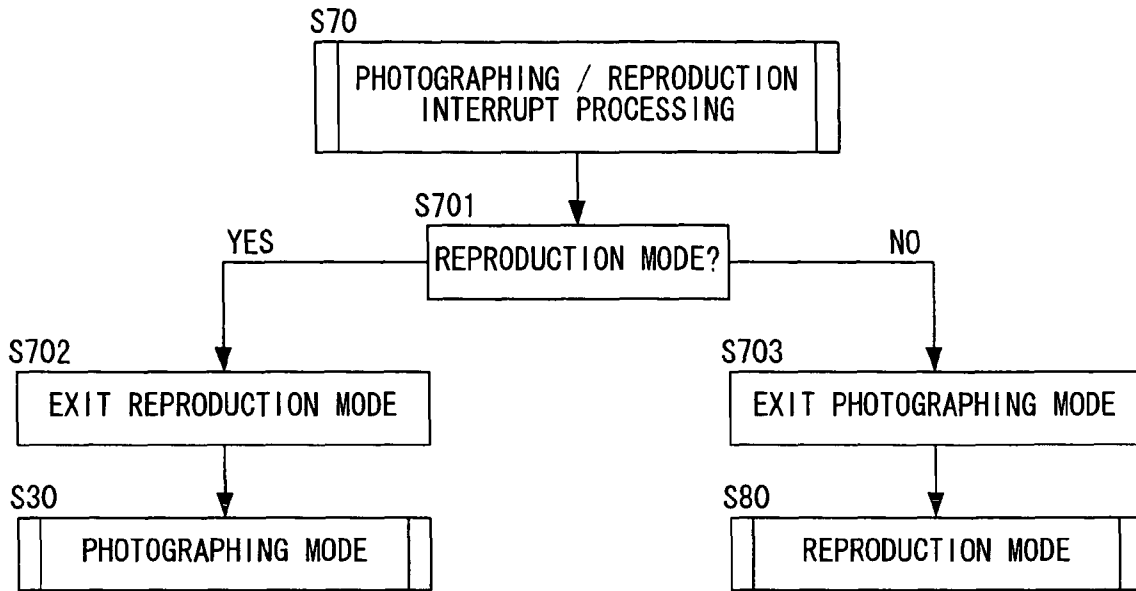 S70
PHOTOGRAPHING / REPRODUCTION
INTERRUPT PROCESSING
S701
REPRODUCTION MODE?
YES
NO
S702
EXIT REPRODUCTION MODE
S703
EXIT PHOTOGRAPHING MODE
S30
PHOTOGRAPHING MODE
S80
REPRODUCTION MODE